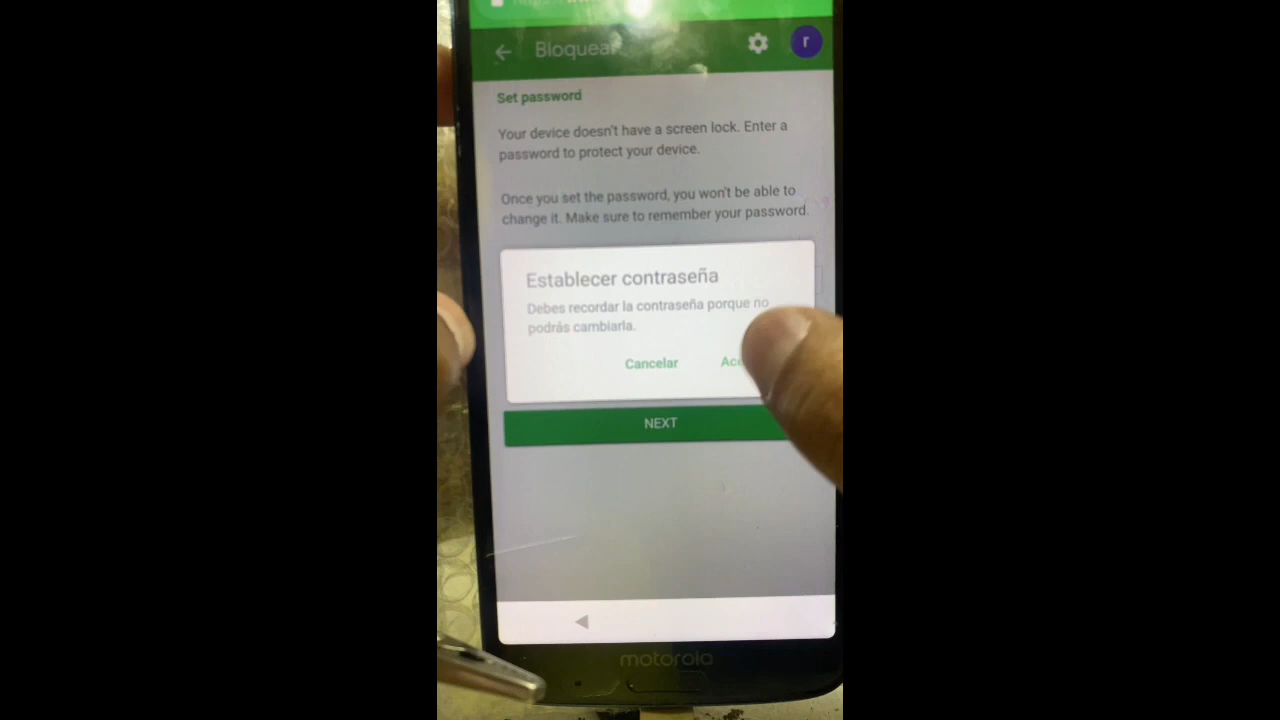 Bloquear
r
Set password
Your device doesn't have a screen lock. Enter a
password to protect your device.
Once you set the password, you won't be able to
change it. Make sure to remember your password.
Establecer contraseña
Debes recordar la contraseña porque no
podrás cambiarla.
Cancelar
NEXT
motorola